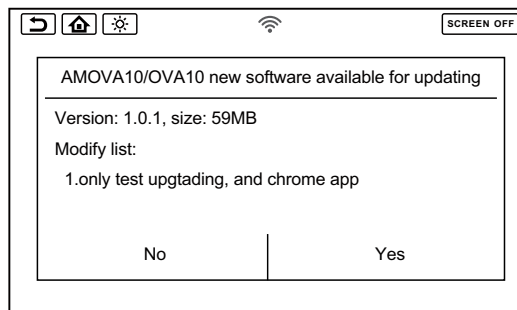 SCREEN OFF
AMOVA10/OVA10 new software available for updating
Version: 1.0.1, size: 59MB
Modify list:
1.only test upgtading, and chrome app
No
Yes